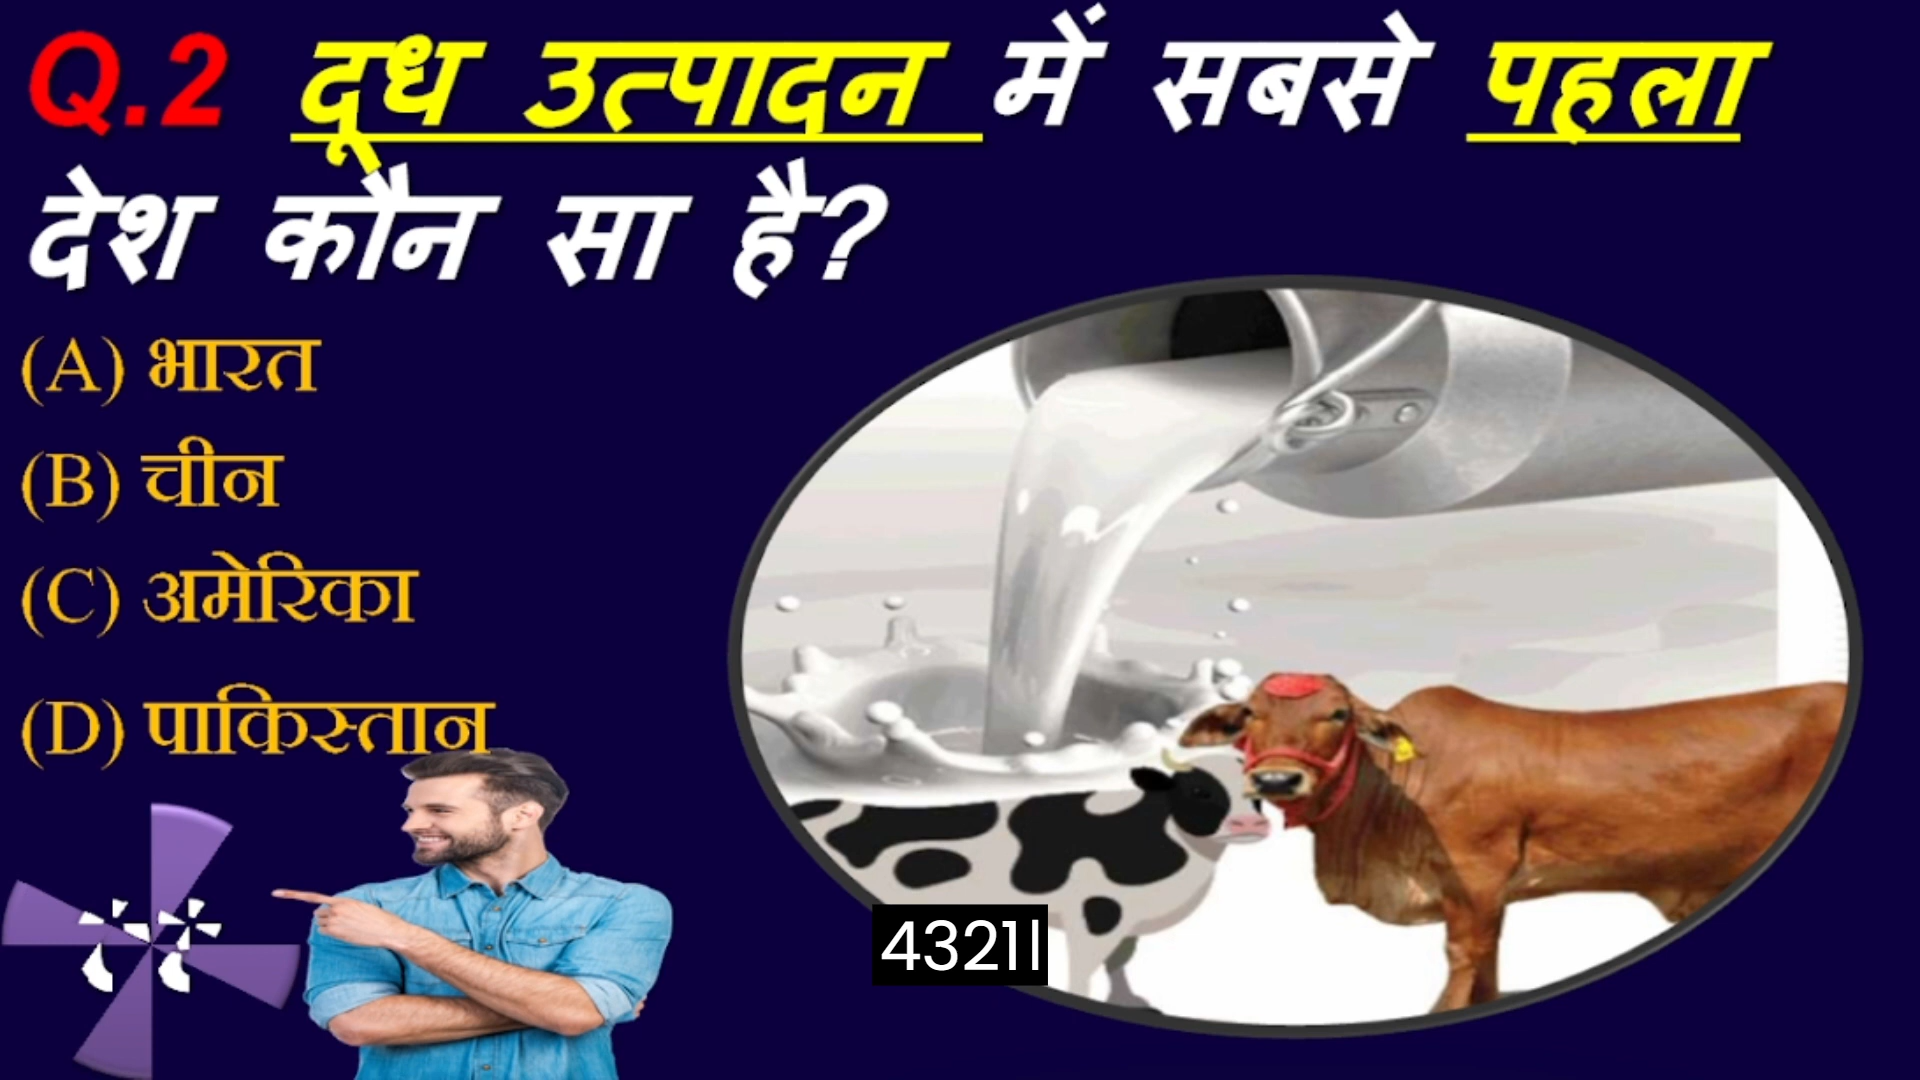 Q.2 दूध उत्पादन में सबसे पहला
देश कौन सा है?
(A) भारत
(B) चीन
(C) अमेरिका
(D) पाकिस्तान
4321।